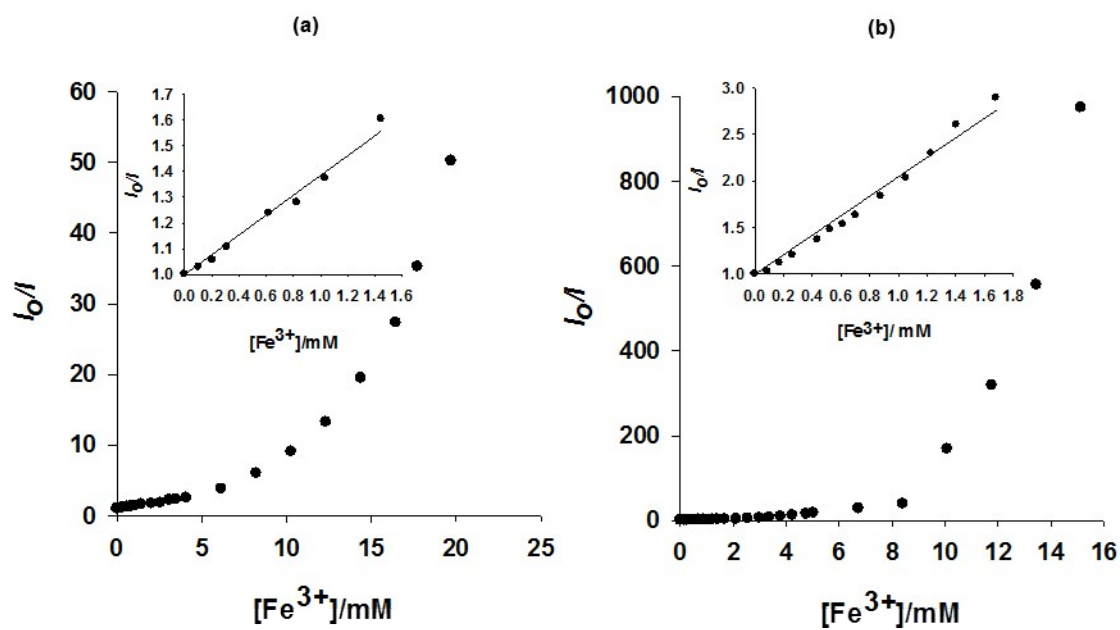 (a)
60
50
40
30
20
10
0
I₀/I
0 5 10 15 20 25
[Fe³⁺]/mM
1.7
1.6
1.5
1.4
1.3
1.2
1.1
1.0
I₀/I
0.0 0.2 0.4 0.6 0.8 1.0 1.2 1.4 1.6
[Fe³⁺]/mM
(b)
1000
800
600
400
200
0
I₀/I
0 2 4 6 8 10 12 14 16
[Fe³⁺]/mM
3.0
2.5
2.0
1.5
1.0
I₀/I
0.0 0.2 0.4 0.6 0.8 1.0 1.2 1.4 1.6 1.8
[Fe³⁺]/ mM